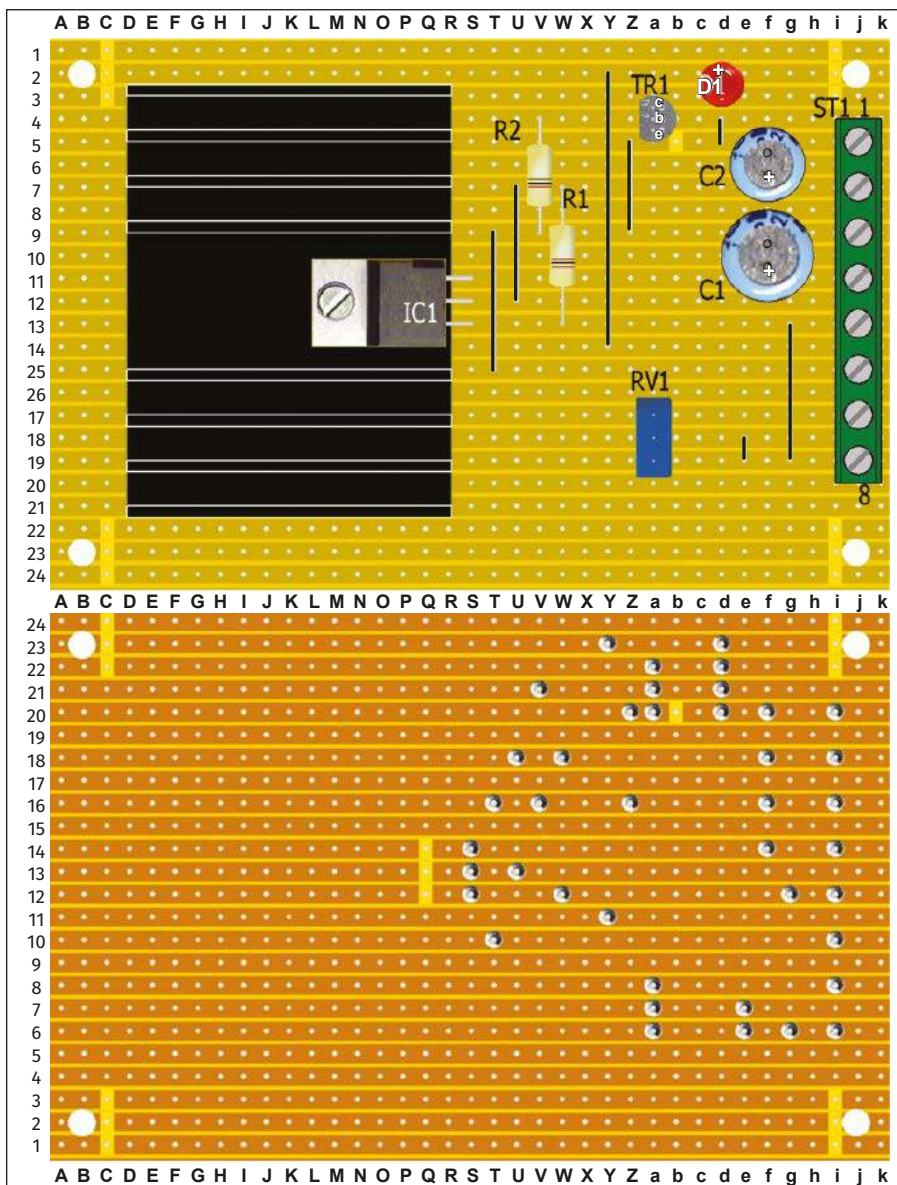 A B C D E F G H I J K L M N O P Q R S T U V W X Y Z a b c d e f g h i j k
1
2 +
TR1 D1
3 c
ST1 1
4 b
R2 e
5
o
6 C2 +
7
8 R1
9
o
10 +
11 C1
12 IC1
13
14
25
26 RV1
17
18
19
20
8
21
22
23
24
A B C D E F G H I J K L M N O P Q R S T U V W X Y Z a b c d e f g h i j k
24
23
22
21
20
19
18
17
16
15
14
13
12
11
10
9
8
7
6
5
4
3
2
1
A B C D E F G H I J K L M N O P Q R S T U V W X Y Z a b c d e f g h i j k